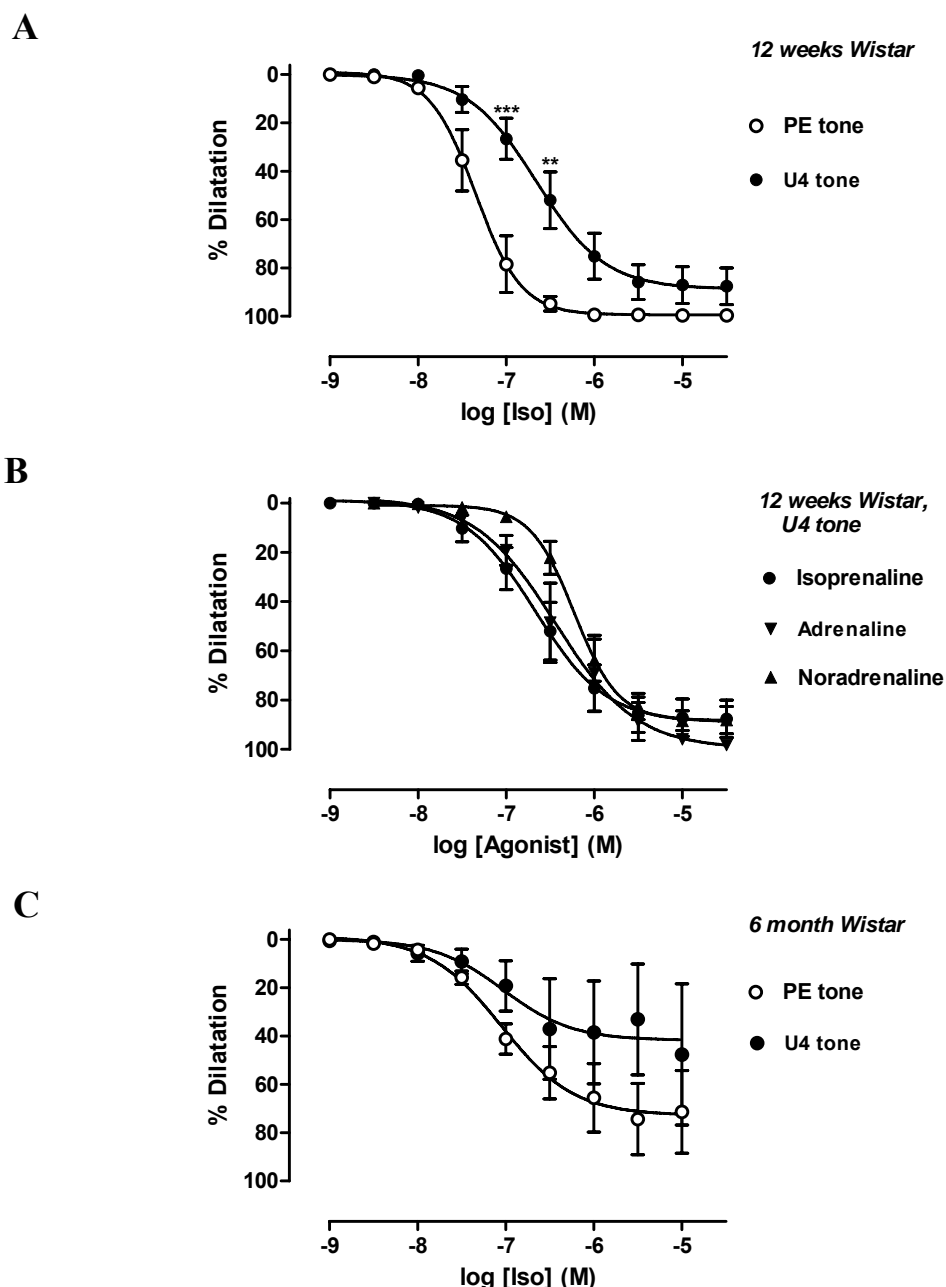 A
12 weeks Wistar
PE tone
U4 tone
***
**
% Dilatation
0
20
40
60
80
100
-9 -8 -7 -6 -5
log [Iso] (M)
B
12 weeks Wistar,
U4 tone
Isoprenaline
Adrenaline
Noradrenaline
% Dilatation
0
20
40
60
80
100
-9 -8 -7 -6 -5
log [Agonist] (M)
C
6 month Wistar
PE tone
U4 tone
% Dilatation
0
20
40
60
80
100
-9 -8 -7 -6 -5
log [Iso] (M)